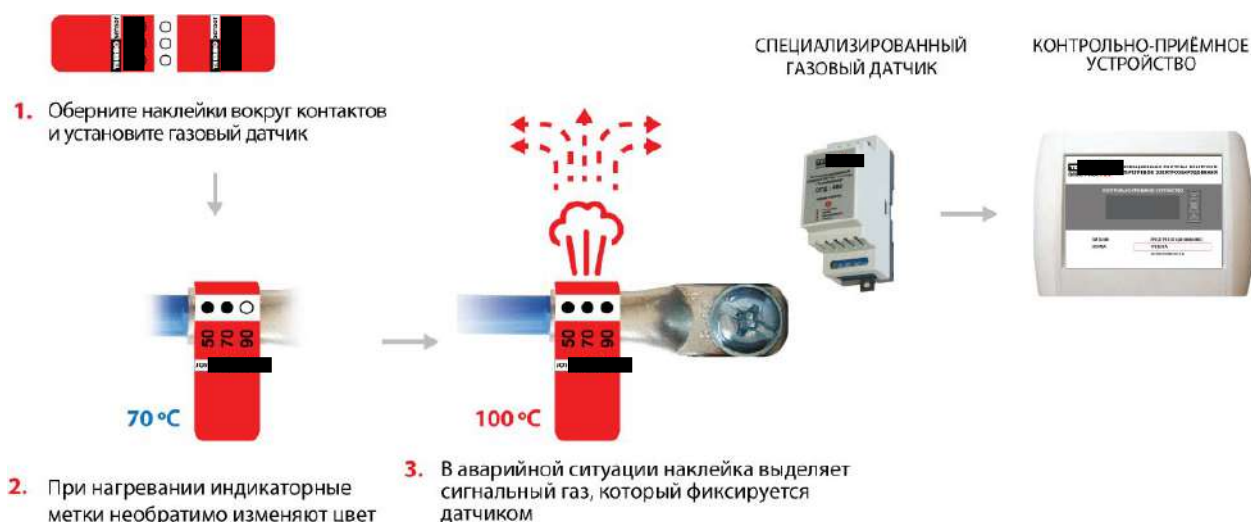 СПЕЦИАЛИЗИРОВАННЫЙ
ГАЗОВЫЙ ДАТЧИК
КОНТРОЛЬНО-ПРИЁМНОЕ
УСТРОЙСТВО
1. Оберните наклейки вокруг контактов
и установите газовый датчик
50 70 90
70 °C
50 70 90
100 °C
2. При нагревании индикаторные
метки необратимо изменяют цвет
3. В аварийной ситуации наклейка выделяет
сигнальный газ, который фиксируется
датчиком